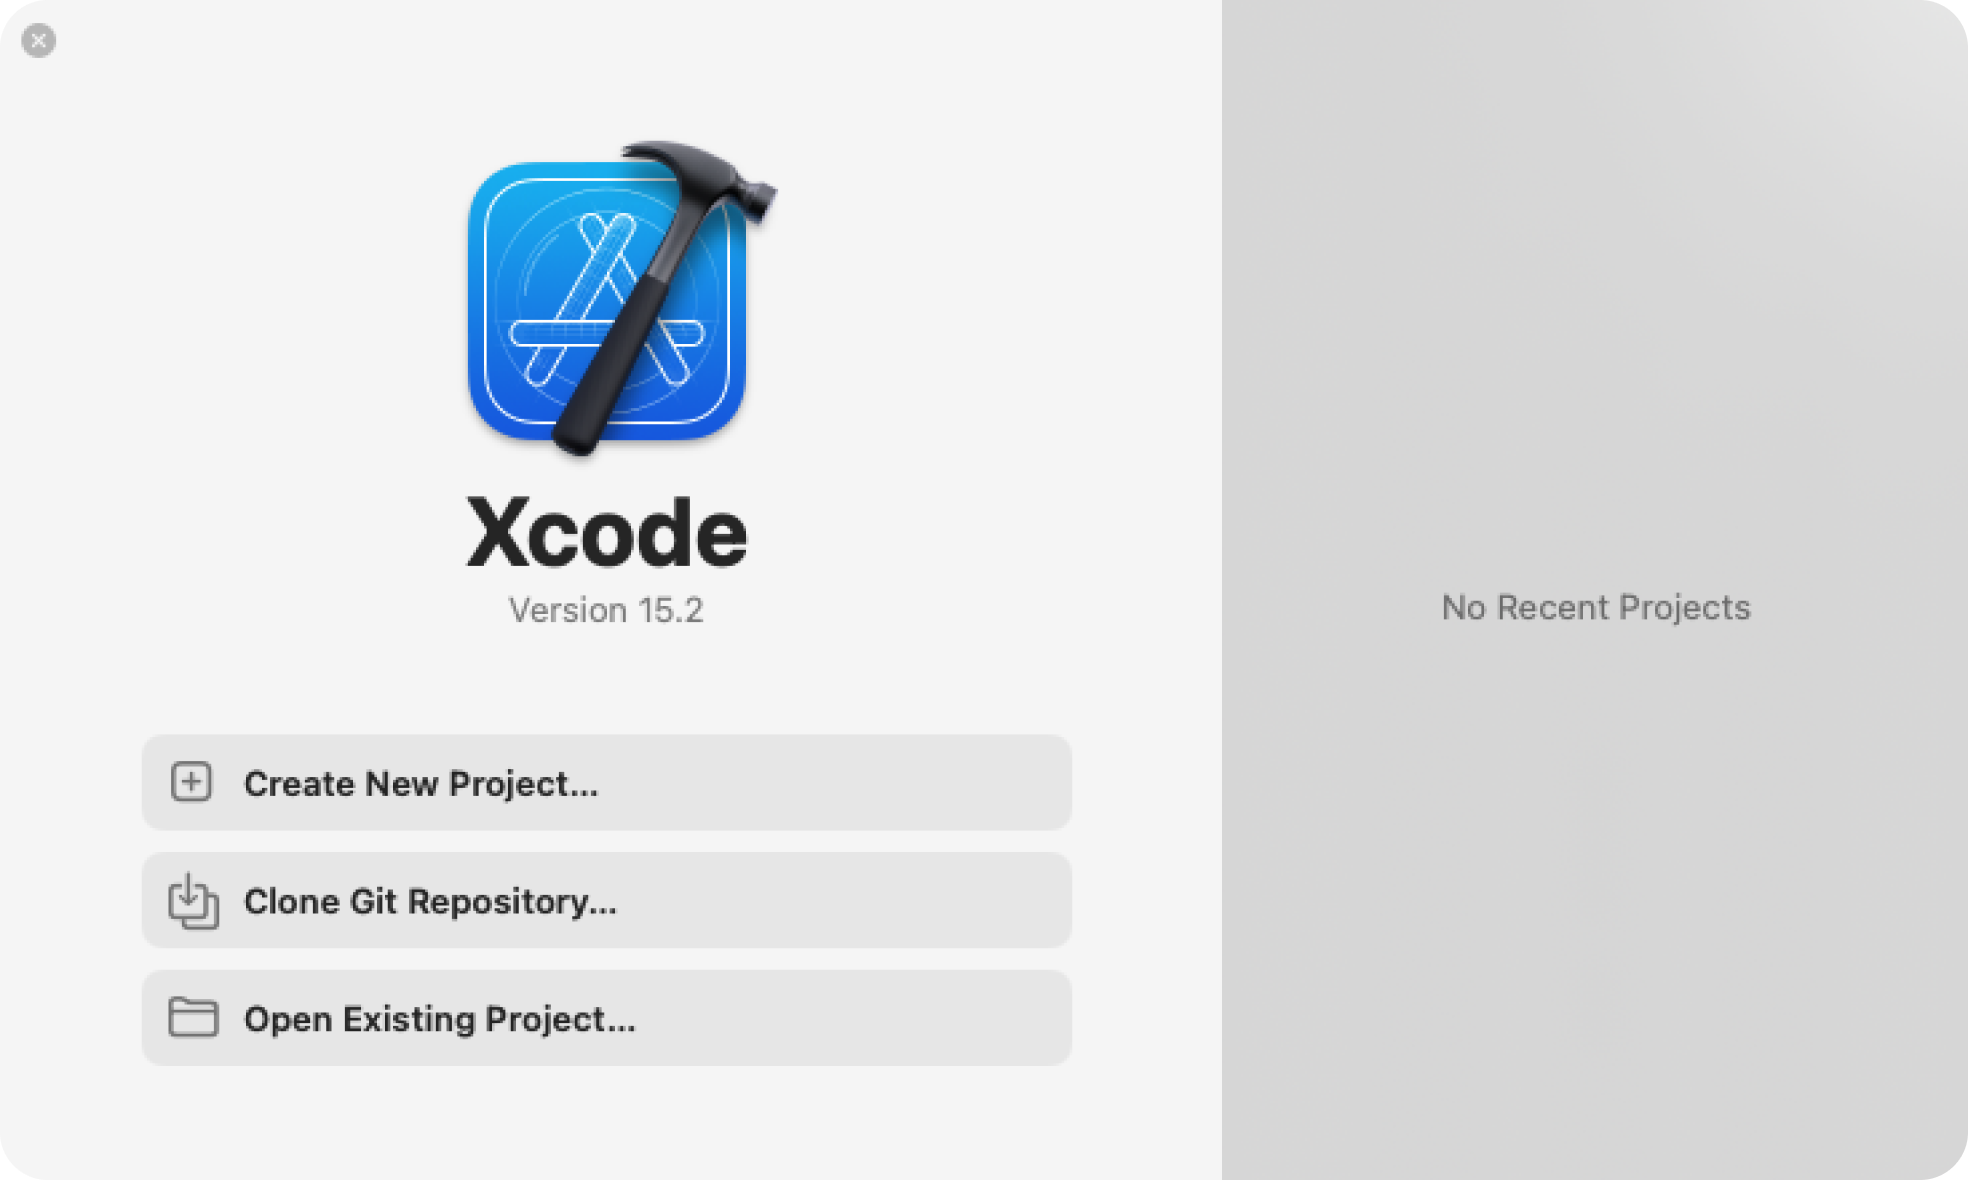 Xcode
Version 15.2
Create New Project...
Clone Git Repository...
Open Existing Project...
No Recent Projects